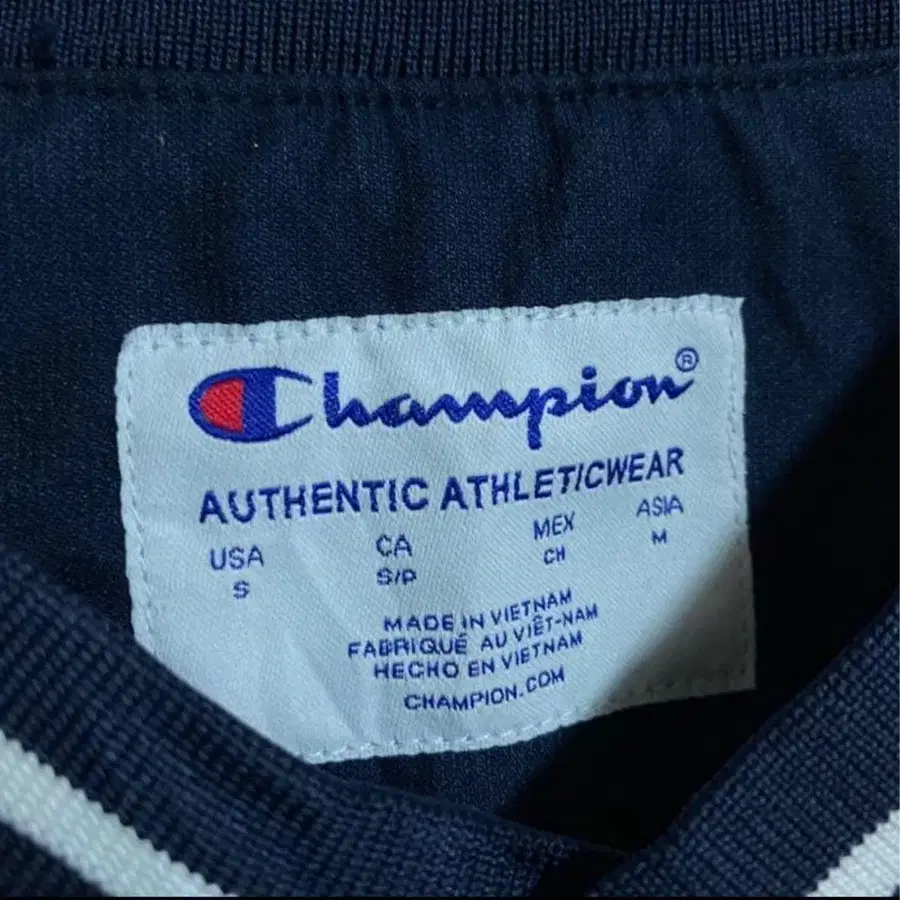 Champion®
AUTHENTIC ATHLETICWEAR
USA CA MEX ASIA
S S/P CH M
MADE IN VIETNAM
FABRIQUÉ AU VIÊT-NAM
HECHO EN VIETNAM
CHAMPION.COM